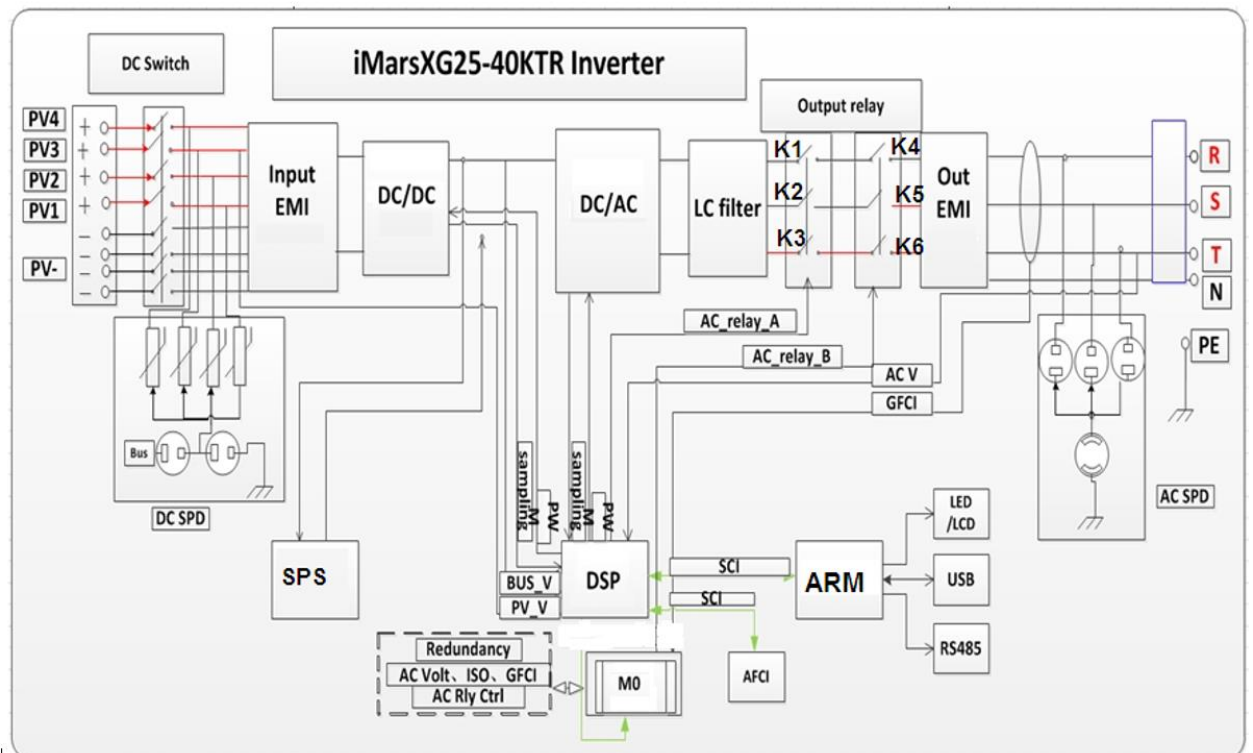 DC Switch
iMarsXG25-40KTR Inverter
Output relay
PV4
PV3
PV2
PV1
PV-
+
+
+
+
−
−
−
−
Input
EMI
DC/DC
DC/AC
LC filter
K1
K2
K3
K4
K5
K6
Out
EMI
R
S
T
N
PE
AC_relay_A
AC_relay_B
AC V
GFCI
Bus
DC SPD
AC SPD
sampling
PW
M
sampling
PW
M
SPS
BUS_V
PV_V
DSP
SCI
SCI
ARM
LED
/LCD
USB
RS485
Redundancy
AC Volt、ISO、GFCI
AC Rly Ctrl
M0
AFCI